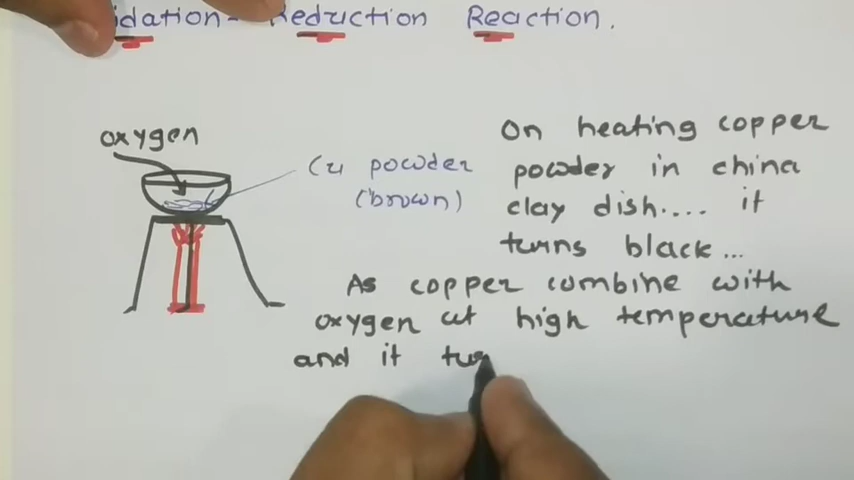 idation- Reduction Reaction.
oxygen
Cu powder
(brown)
On heating copper
powder in china
clay dish.... it
turns black...
As copper combine with
oxygen at high temperature
and it tur